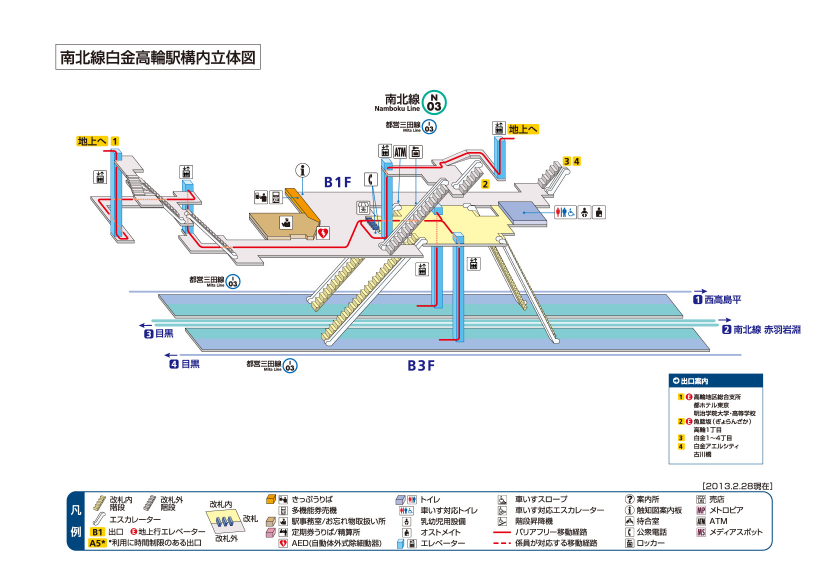 南北線白金高輪駅構内立体図
南北線
Namboku Line
N
03
都営三田線
Mita Line
I
03
地上へ 1
地上へ
3 4
2
ATM
B1F
都営三田線
Mita Line
I
03
1 西高島平
3 目黒
2 南北線 赤羽岩淵
4 目黒
都営三田線
Mita Line
I
03
B3F
出口案内
1 E 高輪地区総合支所
都ホテル東京
明治学院大学・高等学校
2 E 魚籃坂(ぎょらんざか)
高輪1丁目
3 白金1~4丁目
4 白金アエルシティ
古川橋
[2013.2.28現在]
凡例
改札内階段
改札外階段
エスカレーター
B1 出口 E 地上行エレベーター
A5* *利用に時間制限のある出口
改札内
改札
改札外
きっぷうりば
多機能券売機
駅事務室/お忘れ物取扱い所
定期券うりば/精算所
AED(自動体外式除細動器)
トイレ
車いす対応トイレ
乳幼児用設備
オストメイト
エレベーター
車いすスロープ
車いす対応エスカレーター
階段昇降機
バリアフリー移動経路
係員が対応する移動経路
案内所
触知図案内板
待合室
公衆電話
ロッカー
売店
MP メトロピア
ATM ATM
MS メディアスポット